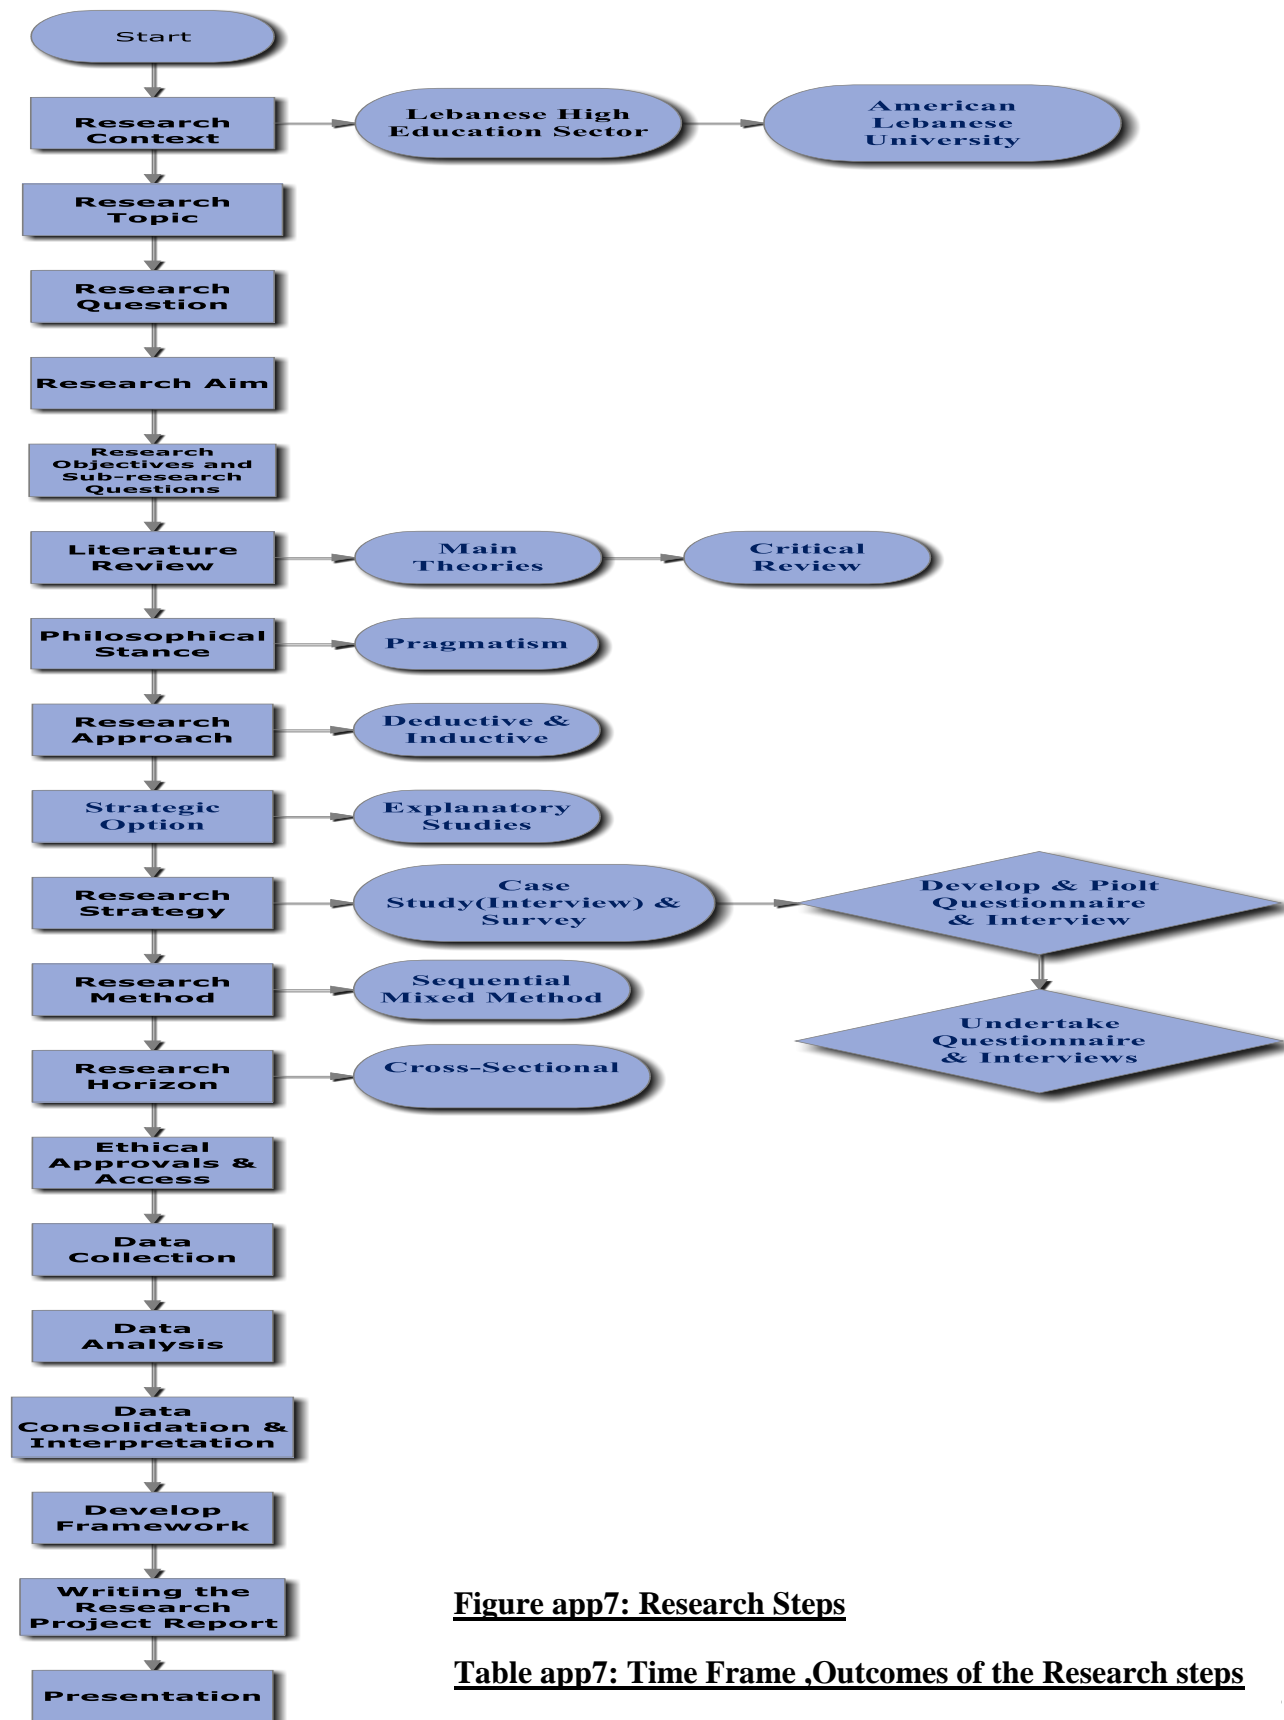 Start
Research
Context
Lebanese High
Education Sector
American
Lebanese
University
Research
Topic
Research
Question
Research Aim
Research
Objectives and
Sub-research
Questions
Literature
Review
Main
Theories
Critical
Review
Philosophical
Stance
Pragmatism
Research
Approach
Deductive &
Inductive
Strategic
Option
Explanatory
Studies
Research
Strategy
Case
Study(Interview) &
Survey
Develop & Piolt
Questionnaire
& Interview
Undertake
Questionnaire
& Interviews
Research
Method
Sequential
Mixed Method
Research
Horizon
Cross-Sectional
Ethical
Approvals &
Access
Data
Collection
Data
Analysis
Data
Consolidation &
Interpretation
Develop
Framework
Writing the
Research
Project Report
Presentation
Figure app7: Research Steps
Table app7: Time Frame ,Outcomes of the Research steps